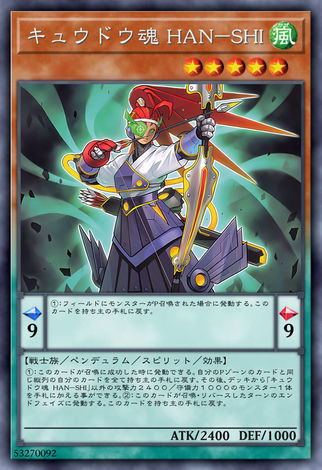 キュウドウ魂 HAN－SHI
風
①:フィールドにモンスターがP召喚された場合に発動する。この
カードを持ち主の手札に戻す。
9
9
【戦士族／ペンデュラム／スピリット／効果】
①:このカードが召喚に成功した時に発動できる。自分のPゾーンのカードと同
じ縦列の自分のカードを全て持ち主の手札に戻す。その後、デッキから「キュウド
ウ魂 HAN－SHI」以外の攻撃力２４００／守備力１０００のモンスター１体
を手札に加える事ができる。②:このカードが召喚・リバースしたターンのエン
ドフェイズに発動する。このカードを持ち主の手札に戻す。
ATK/2400 DEF/1000
53270092